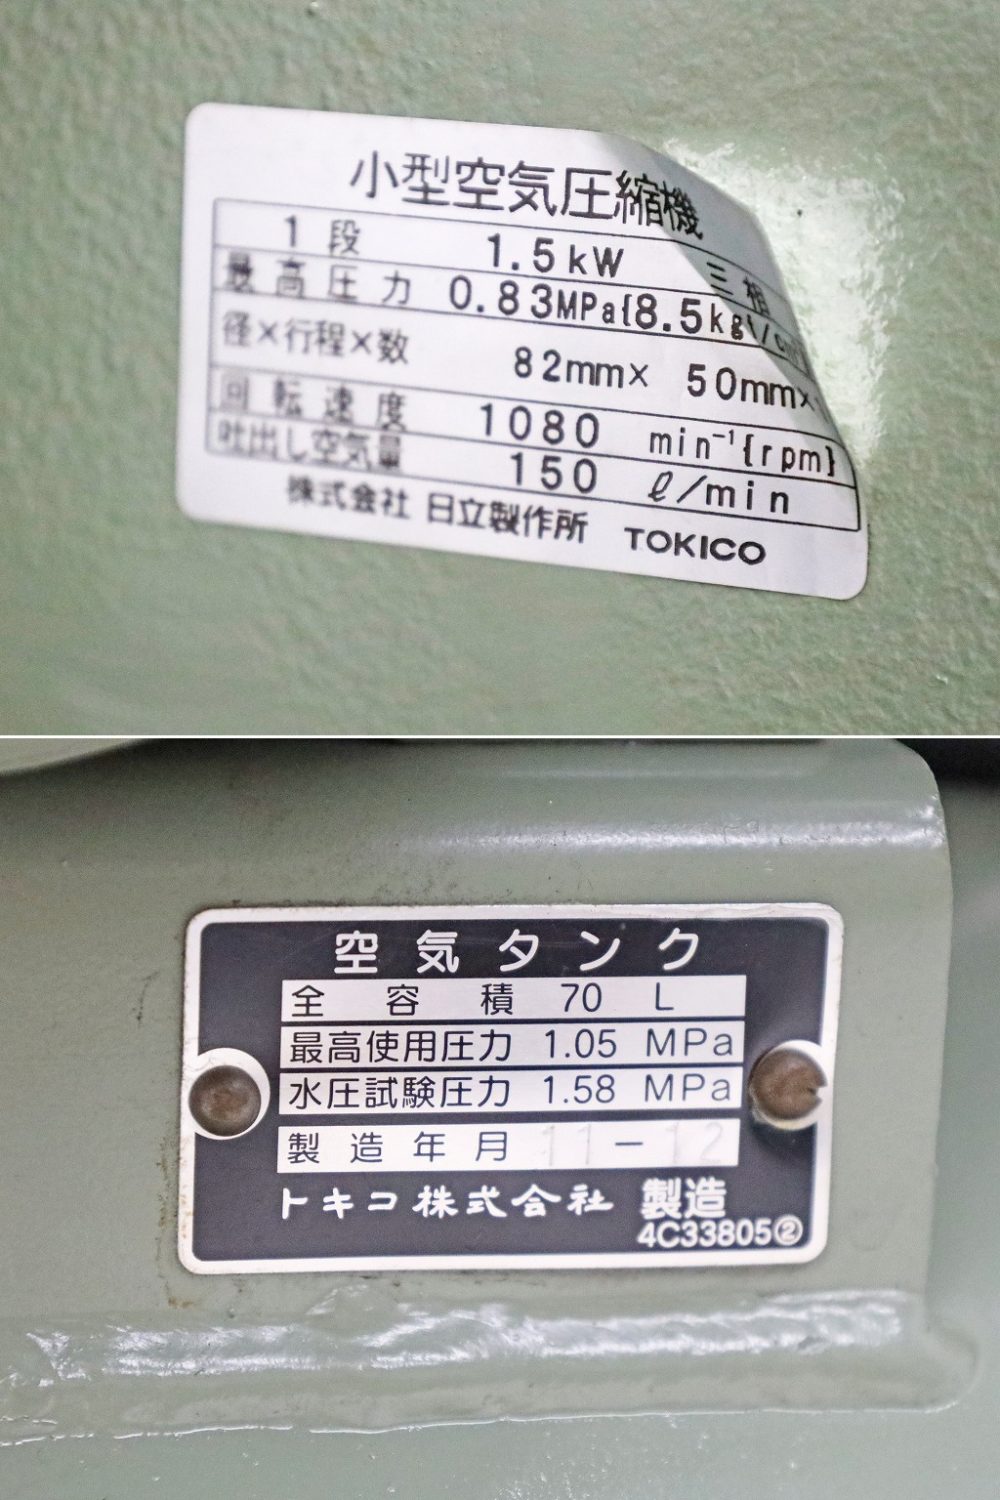 小型空気圧縮機
1段 1.5kW 三相
最高圧力 0.83MPa{8.5kgf/cm²
径×行程×数 82mm× 50mm×
回転速度 1080 min⁻¹{rpm}
吐出し空気量 150 ℓ/min
株式会社 日立製作所 TOKICO
空気タンク
全容積 70 L
最高使用圧力 1.05 MPa
水圧試験圧力 1.58 MPa
製造年月 11-12
トキコ株式会社 製造
4C33805②